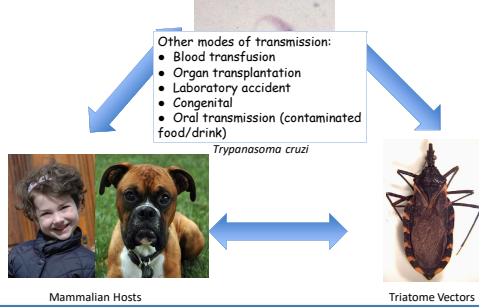 Other modes of transmission:
● Blood transfusion
● Organ transplantation
● Laboratory accident
● Congenital
● Oral transmission (contaminated
food/drink)
Trypanasoma cruzi
Mammalian Hosts
Triatome Vectors